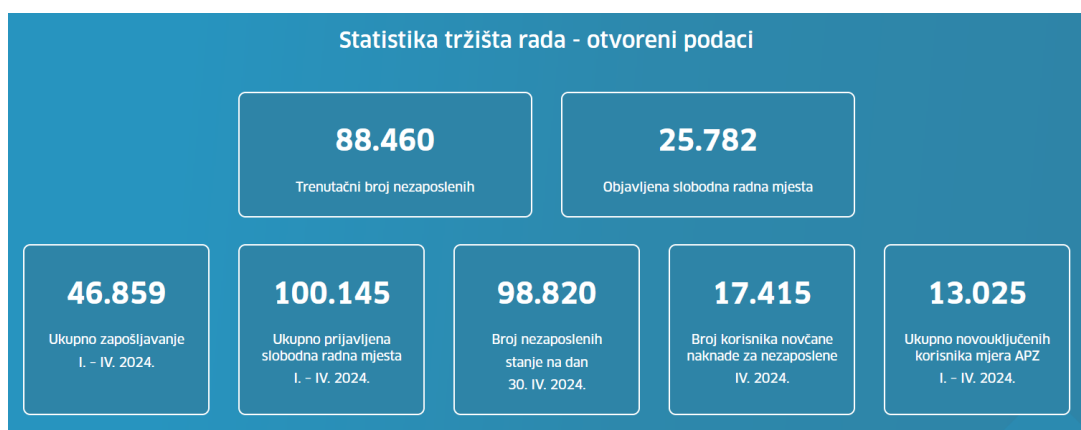 Statistika tržišta rada - otvoreni podaci
88.460
Trenutačni broj nezaposlenih
25.782
Objavljena slobodna radna mjesta
46.859
Ukupno zapošljavanje
I. – IV. 2024.
100.145
Ukupno prijavljena
slobodna radna mjesta
I. – IV. 2024.
98.820
Broj nezaposlenih
stanje na dan
30. IV. 2024.
17.415
Broj korisnika novčane
naknade za nezaposlene
IV. 2024.
13.025
Ukupno novouključenih
korisnika mjera APZ
I. – IV. 2024.